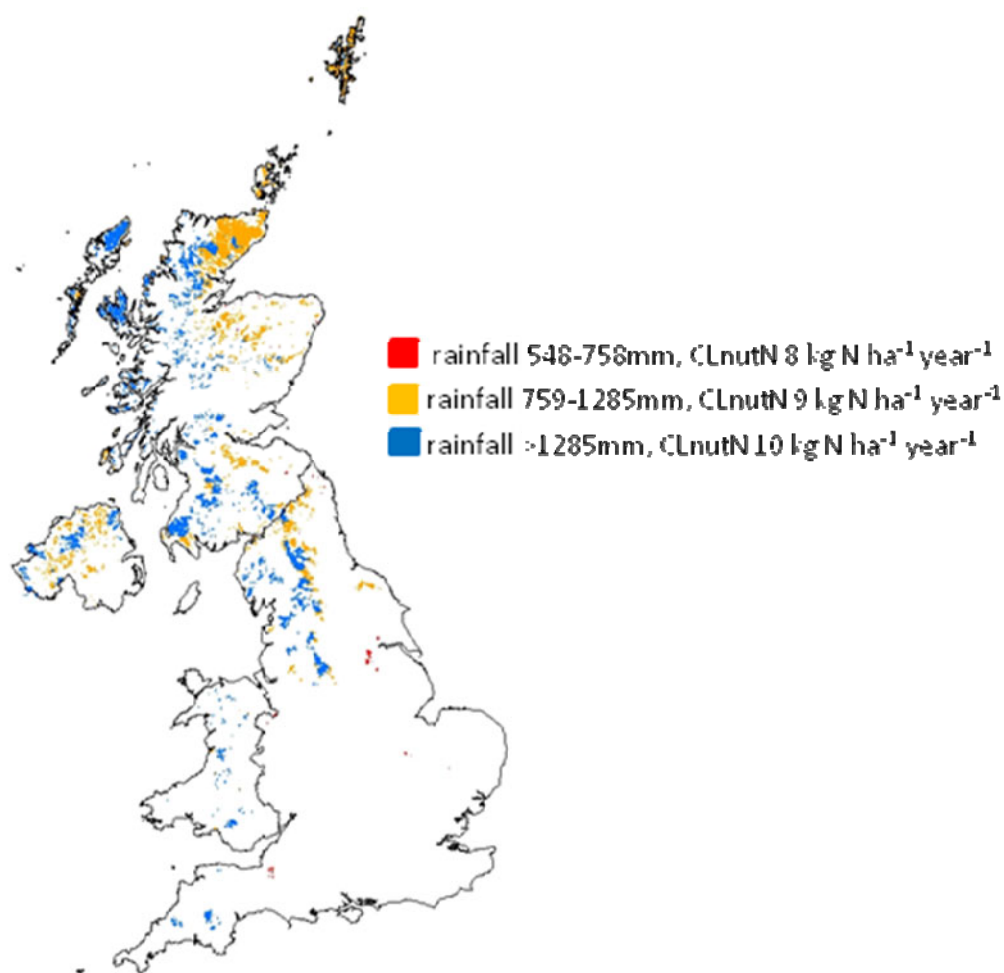 rainfall 548-758mm, CLnutN 8 kg N ha⁻¹ year⁻¹
rainfall 759-1285mm, CLnutN 9 kg N ha⁻¹ year⁻¹
rainfall >1285mm, CLnutN 10 kg N ha⁻¹ year⁻¹